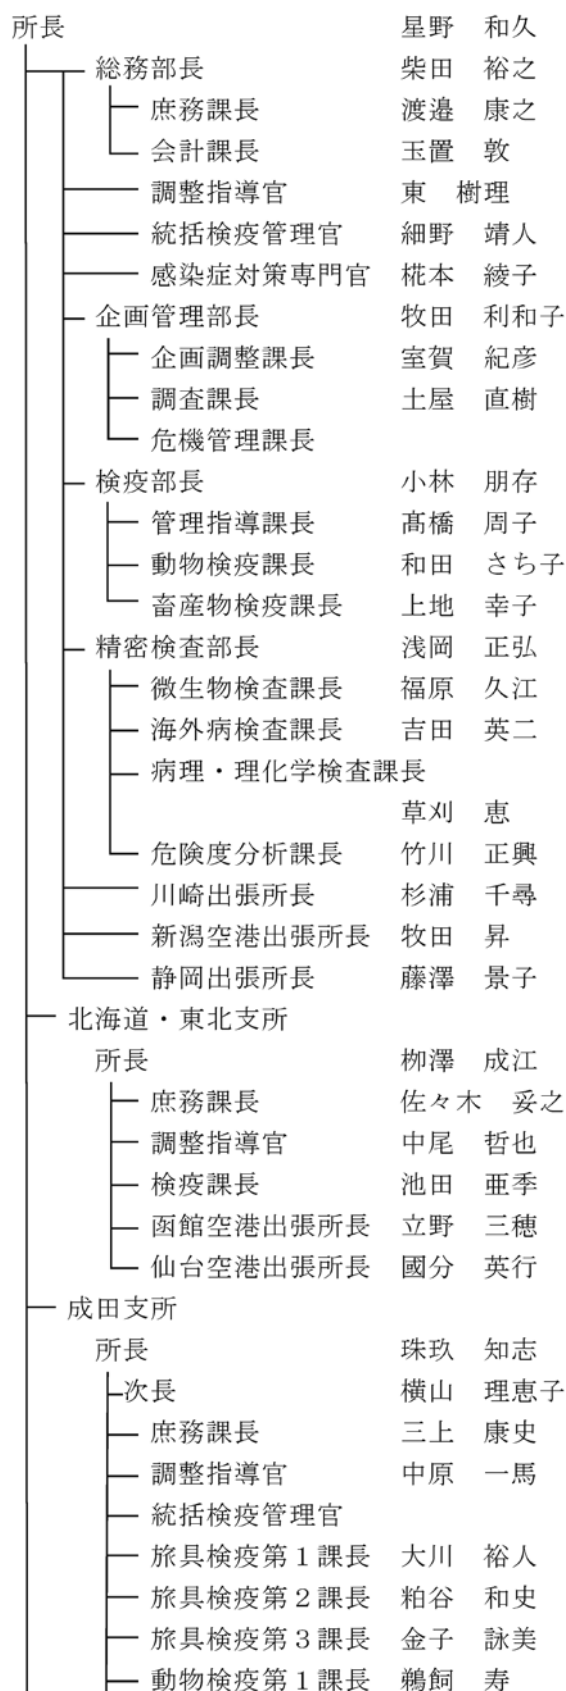 所長　星野　和久
総務部長　柴田　裕之
庶務課長　渡邉　康之
会計課長　玉置　敦
調整指導官　東　樹理
統括検疫管理官　細野　靖人
感染症対策専門官　椛本　綾子
企画管理部長　牧田　利和子
企画調整課長　室賀　紀彦
調査課長　土屋　直樹
危機管理課長
検疫部長　小林　朋存
管理指導課長　髙橋　周子
動物検疫課長　和田　さち子
畜産物検疫課長　上地　幸子
精密検査部長　浅岡　正弘
微生物検査課長　福原　久江
海外病検査課長　吉田　英二
病理・理化学検査課長
草刈　恵
危険度分析課長　竹川　正興
川崎出張所長　杉浦　千尋
新潟空港出張所長　牧田　昇
静岡出張所長　藤澤　景子
北海道・東北支所
所長　栁澤　成江
庶務課長　佐々木　妥之
調整指導官　中尾　哲也
検疫課長　池田　亜季
函館空港出張所長　立野　三穂
仙台空港出張所長　國分　英行
成田支所
所長　珠玖　知志
次長　横山　理恵子
庶務課長　三上　康史
調整指導官　中原　一馬
統括検疫管理官
旅具検疫第１課長　大川　裕人
旅具検疫第２課長　粕谷　和史
旅具検疫第３課長　金子　詠美
動物検疫第１課長　鵜飼　寿